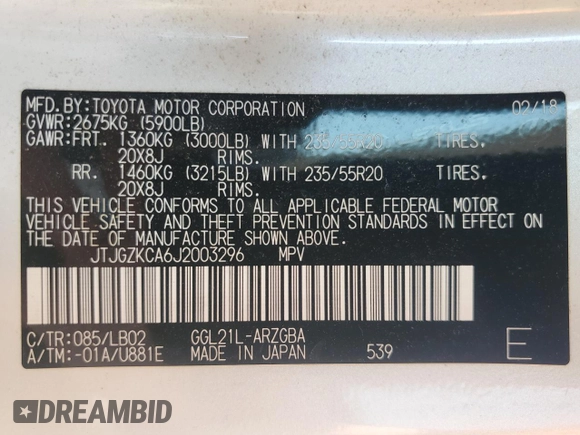 MFD.BY:TOYOTA MOTOR CORPORATION 02/18
GVWR:2675KG (5900LB)
GAWR:FRT. 1360KG (3000LB) WITH 235/55R20 TIRES.
20X8J RIMS.
RR. 1460KG (3215LB) WITH 235/55R20 TIRES.
20X8J RIMS.
THIS VEHICLE CONFORMS TO ALL APPLICABLE FEDERAL MOTOR
VEHICLE SAFETY AND THEFT PREVENTION STANDARDS IN EFFECT ON
THE DATE OF MANUFACTURE SHOWN ABOVE.
JTJGZKCA6J2003296 MPV
C/TR:085/LB02 GGL21L-ARZGBA
A/TM:-01A/U881E MADE IN JAPAN 539 E
DREAMBID